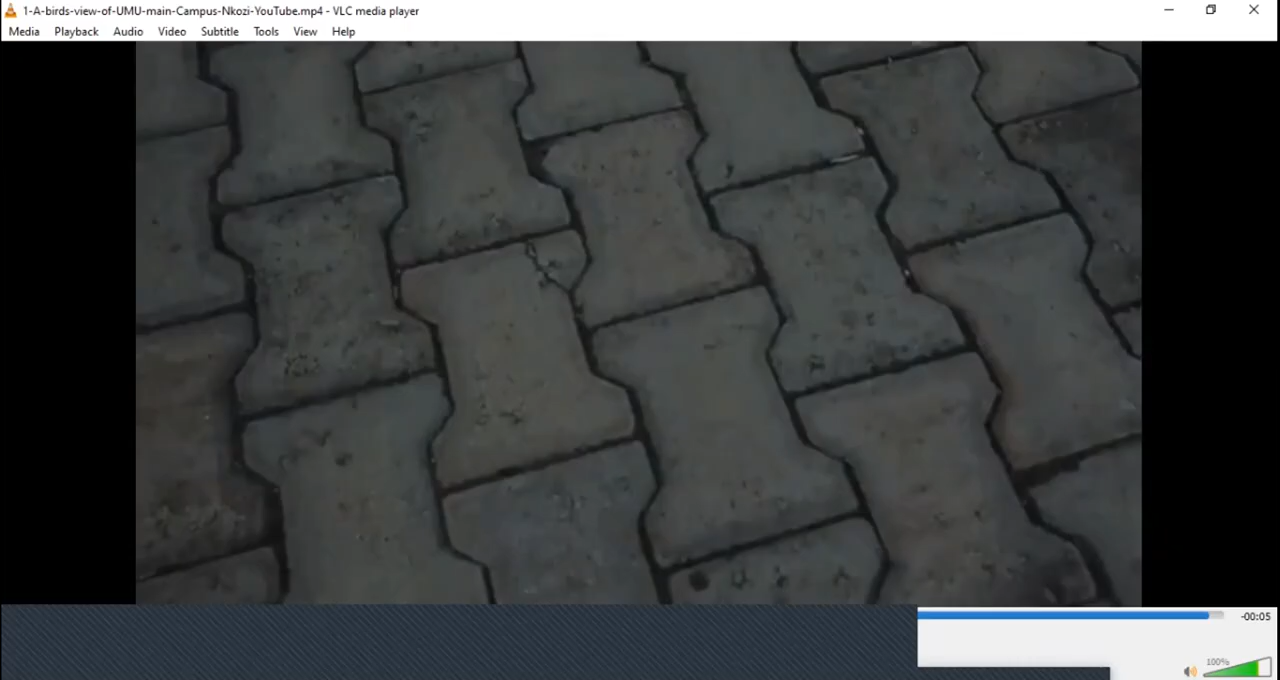 1-A-birds-view-of-UMU-main-Campus-Nkozi-YouTube.mp4 - VLC media player
Media Playback Audio Video Subtitle Tools View Help
-00:05
100%